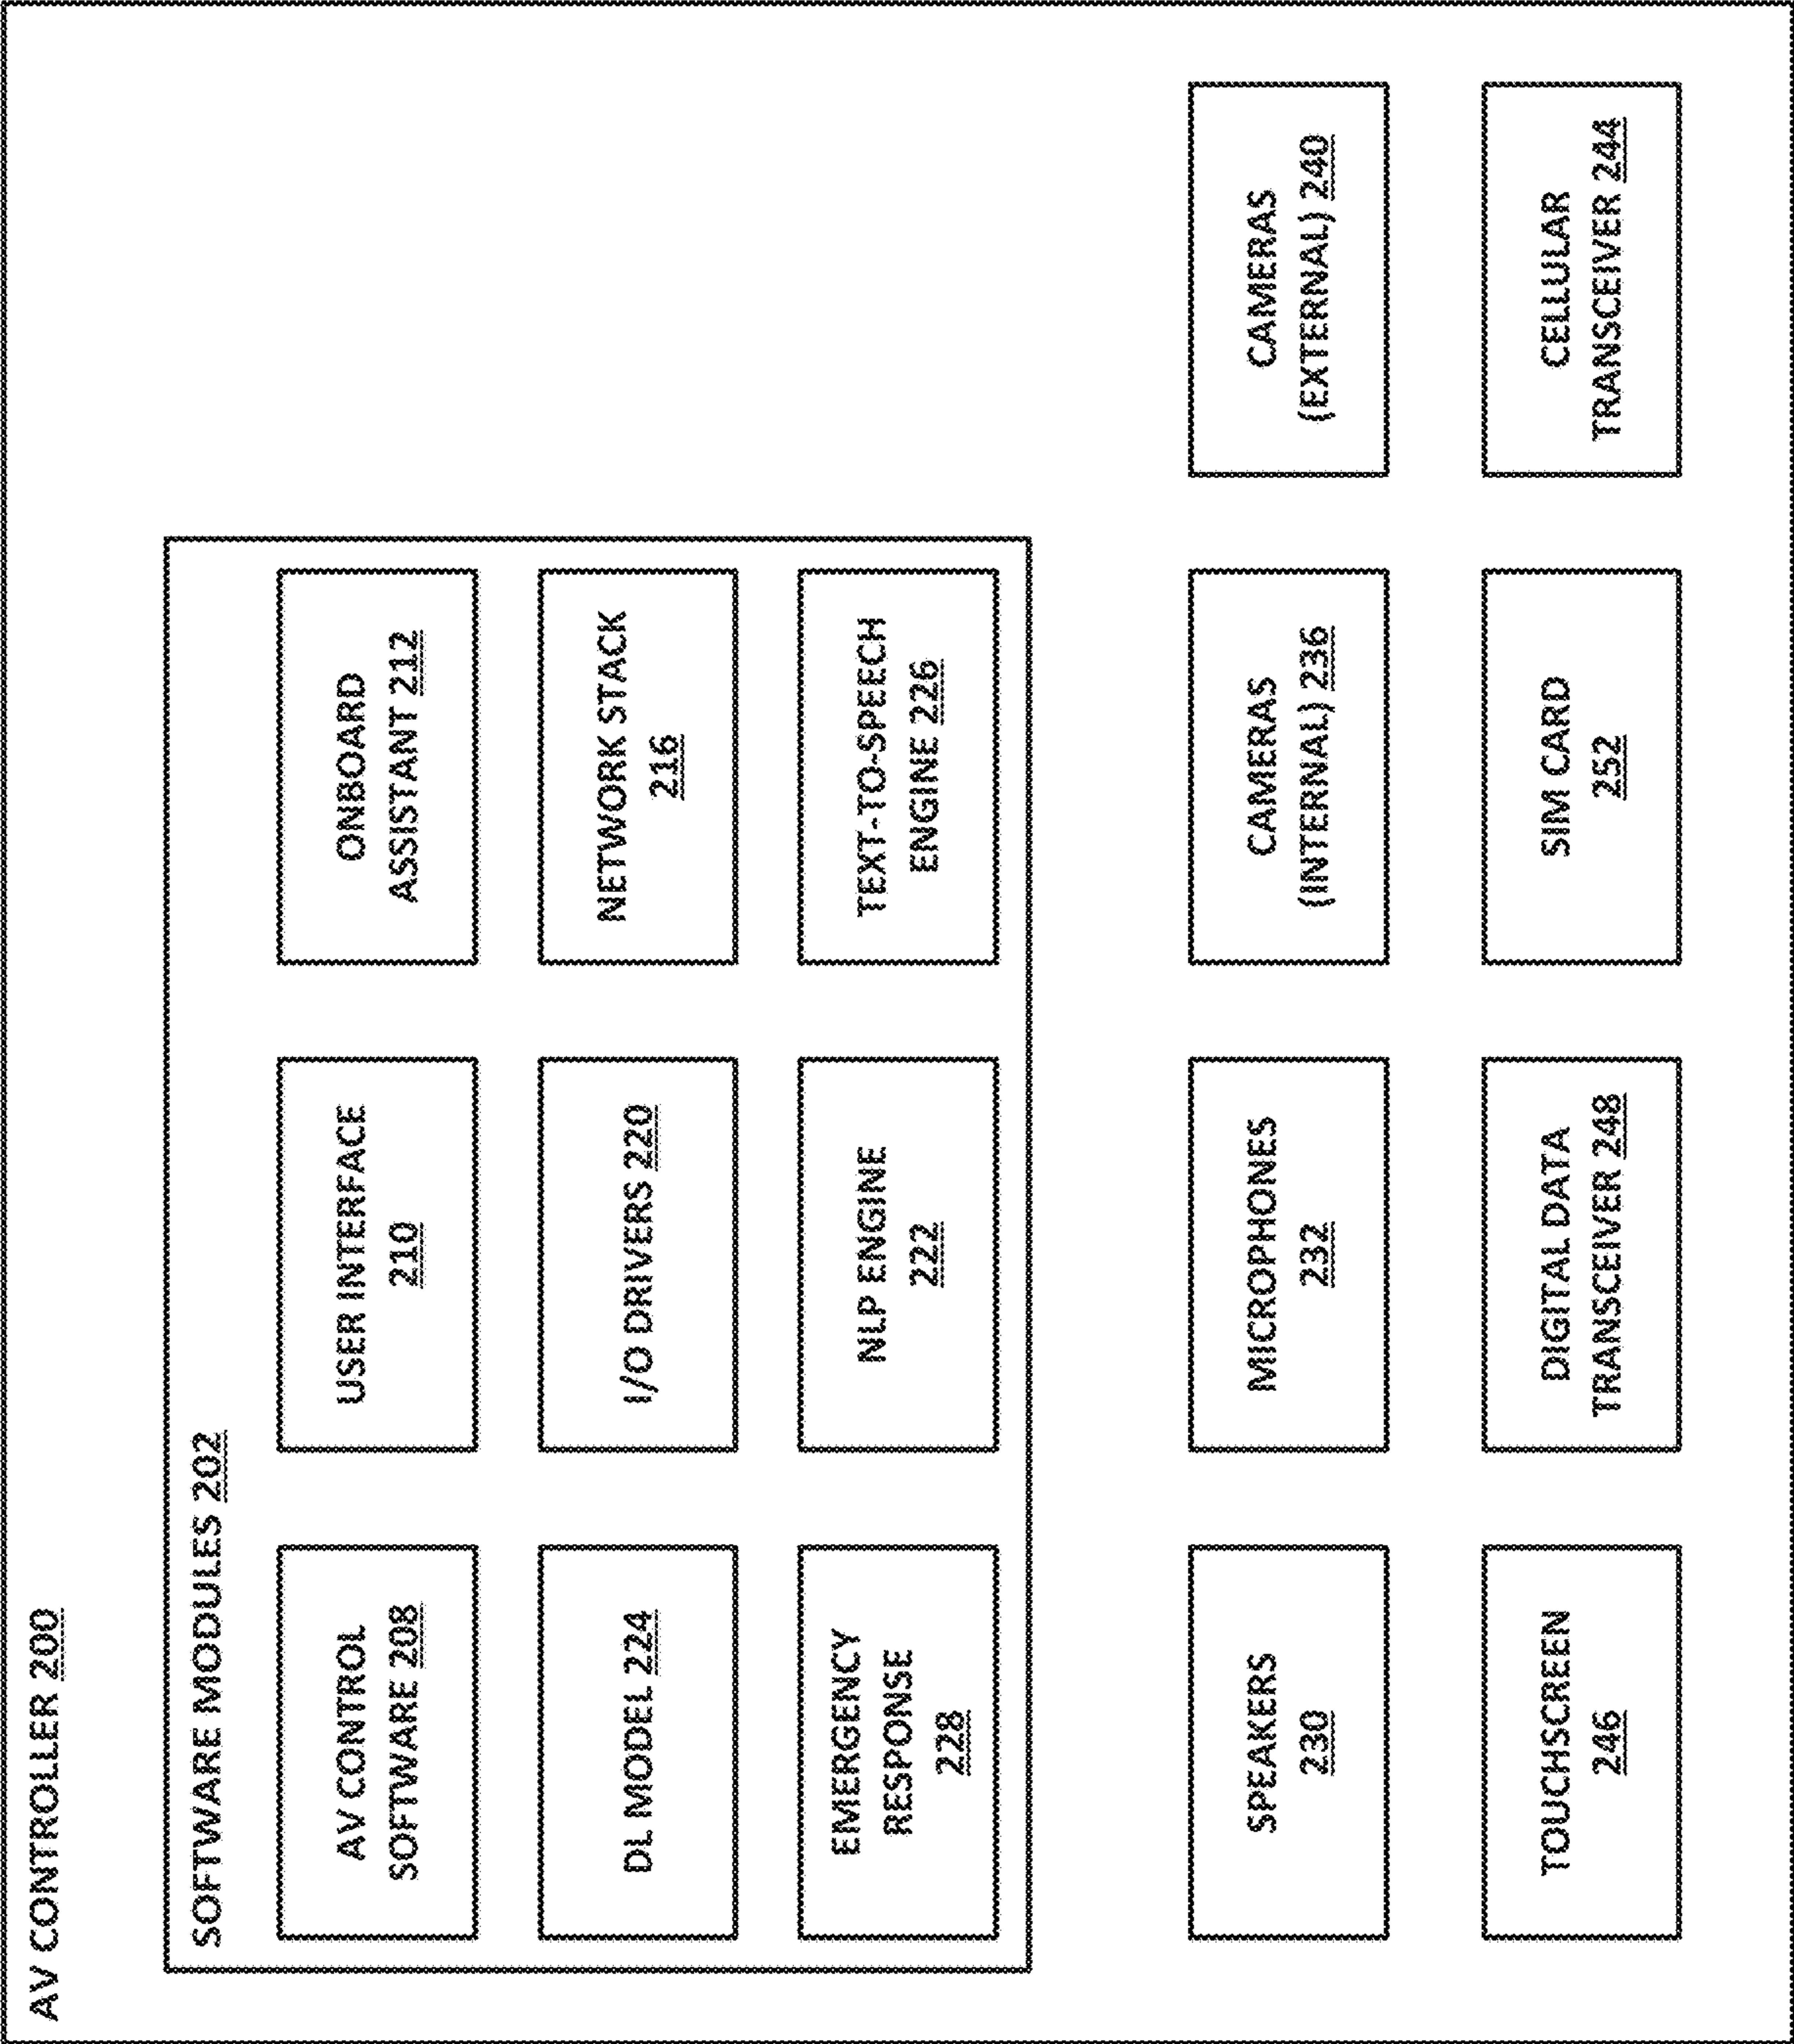 AV CONTROLLER 200
SOFTWARE MODULES 202
AV CONTROL
SOFTWARE 208
USER INTERFACE
210
ONBOARD
ASSISTANT 212
DL MODEL 224
I/O DRIVERS 220
NETWORK STACK
216
EMERGENCY
RESPONSE
228
NLP ENGINE
222
TEXT-TO-SPEECH
ENGINE 226
SPEAKERS
230
MICROPHONES
232
CAMERAS
(INTERNAL) 236
CAMERAS
(EXTERNAL) 240
TOUCHSCREEN
246
DIGITAL DATA
TRANSCEIVER 248
SIM CARD
252
CELLULAR
TRANSCEIVER 244